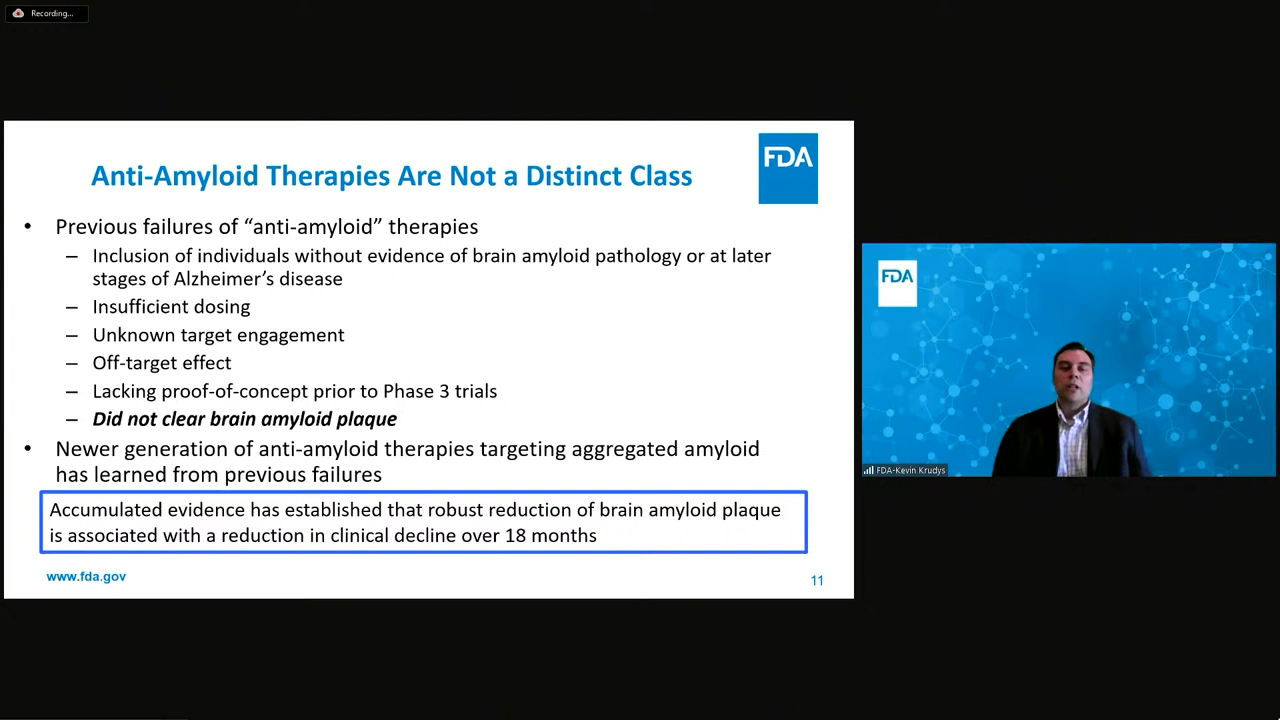 Recording...
FDA
Anti-Amyloid Therapies Are Not a Distinct Class
• Previous failures of “anti-amyloid” therapies
– Inclusion of individuals without evidence of brain amyloid pathology or at later
stages of Alzheimer’s disease
– Insufficient dosing
– Unknown target engagement
– Off-target effect
– Lacking proof-of-concept prior to Phase 3 trials
– Did not clear brain amyloid plaque
• Newer generation of anti-amyloid therapies targeting aggregated amyloid
has learned from previous failures
Accumulated evidence has established that robust reduction of brain amyloid plaque
is associated with a reduction in clinical decline over 18 months
www.fda.gov
11
FDA
FDA-Kevin Krudys